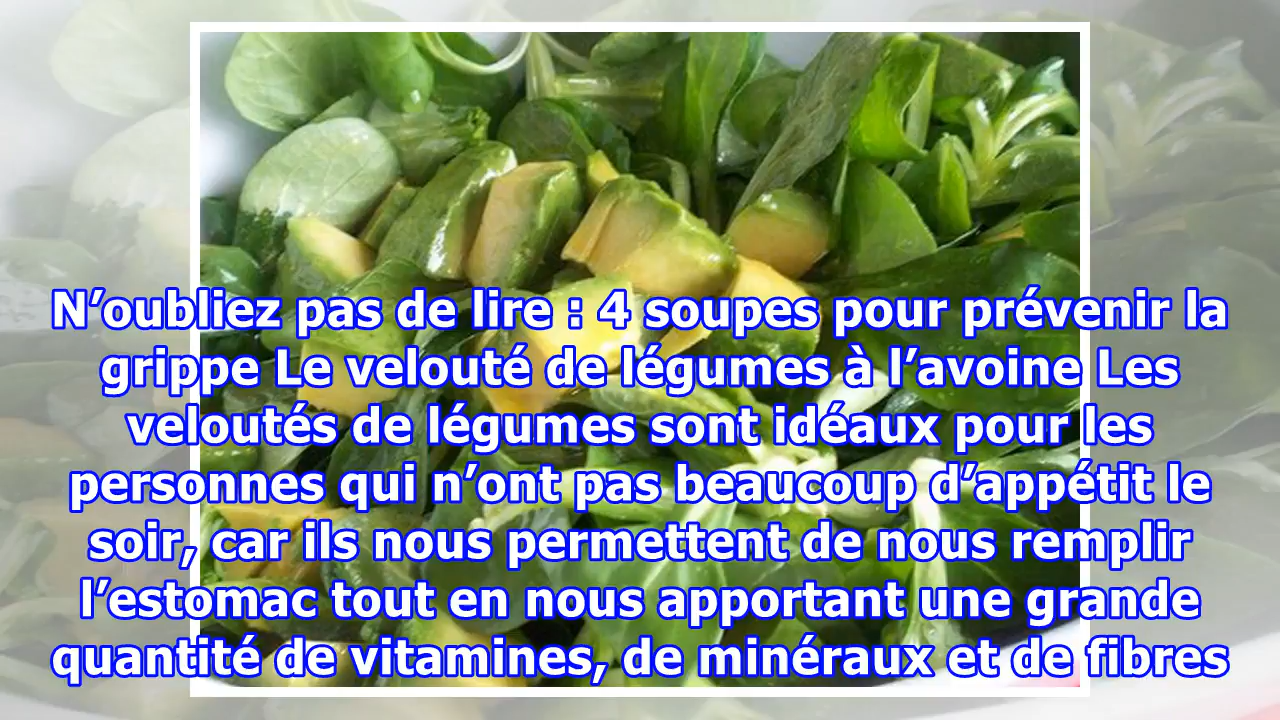 N’oubliez pas de lire : 4 soupes pour prévenir la
grippe Le velouté de légumes à l’avoine Les
veloutés de légumes sont idéaux pour les
personnes qui n’ont pas beaucoup d’appétit le
soir, car ils nous permettent de nous remplir
l’estomac tout en nous apportant une grande
quantité de vitamines, de minéraux et de fibres